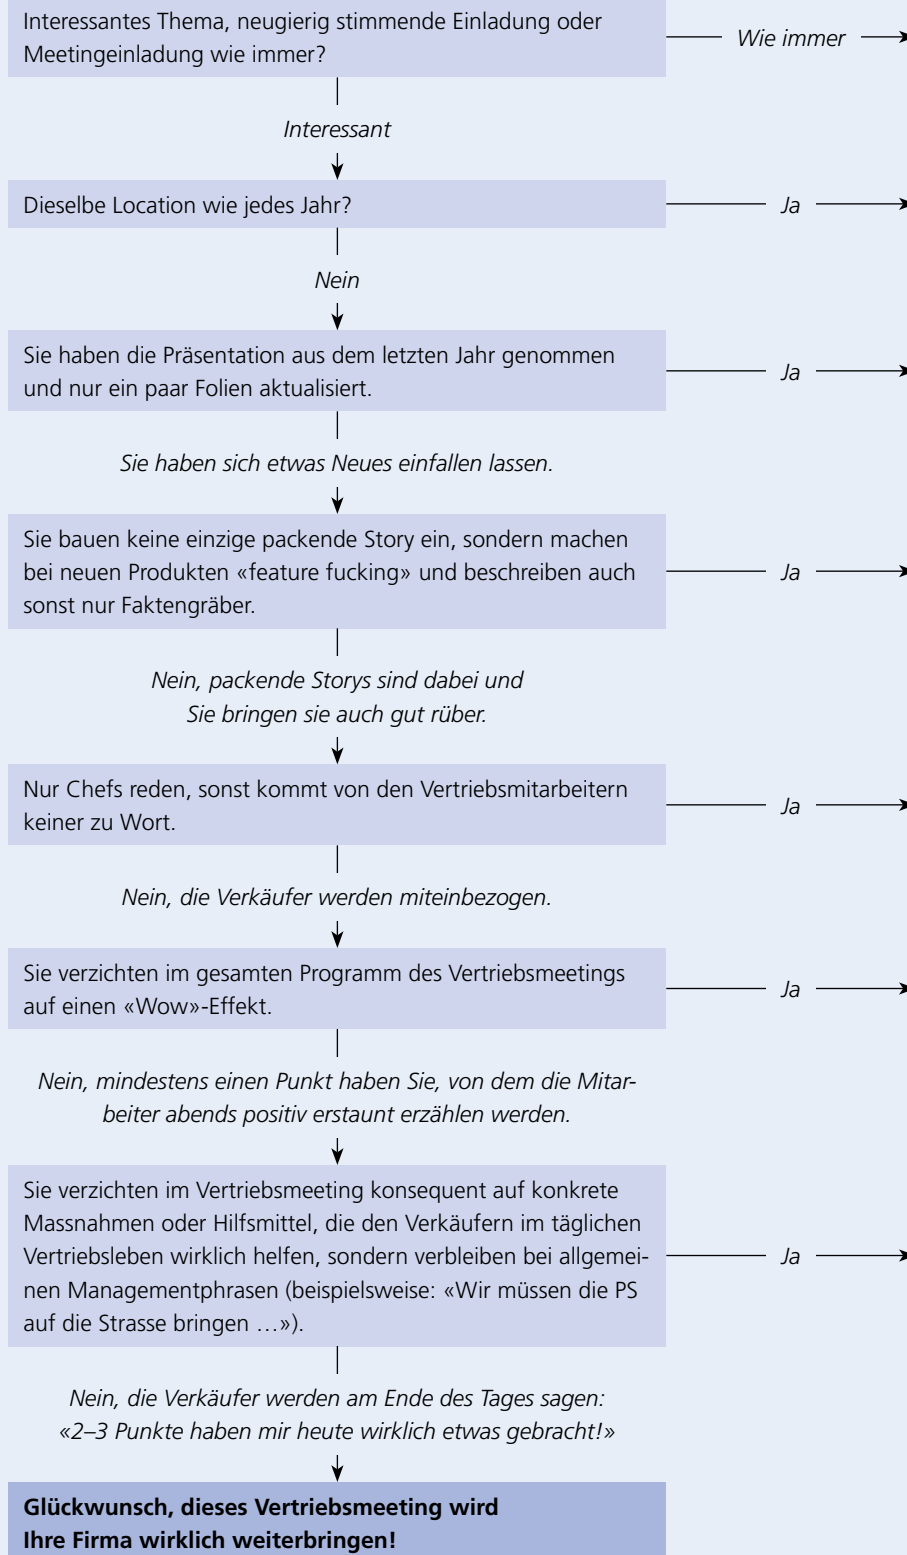 Interessantes Thema, neugierig stimmende Einladung oder
Meetingeinladung wie immer?
Wie immer
Interessant
Dieselbe Location wie jedes Jahr?
Ja
Nein
Sie haben die Präsentation aus dem letzten Jahr genommen
und nur ein paar Folien aktualisiert.
Ja
Sie haben sich etwas Neues einfallen lassen.
Sie bauen keine einzige packende Story ein, sondern machen
bei neuen Produkten «feature fucking» und beschreiben auch
sonst nur Faktengräber.
Ja
Nein, packende Storys sind dabei und
Sie bringen sie auch gut rüber.
Nur Chefs reden, sonst kommt von den Vertriebsmitarbeitern
keiner zu Wort.
Ja
Nein, die Verkäufer werden miteinbezogen.
Sie verzichten im gesamten Programm des Vertriebsmeetings
auf einen «Wow»-Effekt.
Ja
Nein, mindestens einen Punkt haben Sie, von dem die Mitar-
beiter abends positiv erstaunt erzählen werden.
Sie verzichten im Vertriebsmeeting konsequent auf konkrete
Massnahmen oder Hilfsmittel, die den Verkäufern im täglichen
Vertriebsleben wirklich helfen, sondern verbleiben bei allgemei-
nen Managementphrasen (beispielsweise: «Wir müssen die PS
auf die Strasse bringen …»).
Ja
Nein, die Verkäufer werden am Ende des Tages sagen:
«2–3 Punkte haben mir heute wirklich etwas gebracht!»
Glückwunsch, dieses Vertriebsmeeting wird
Ihre Firma wirklich weiterbringen!